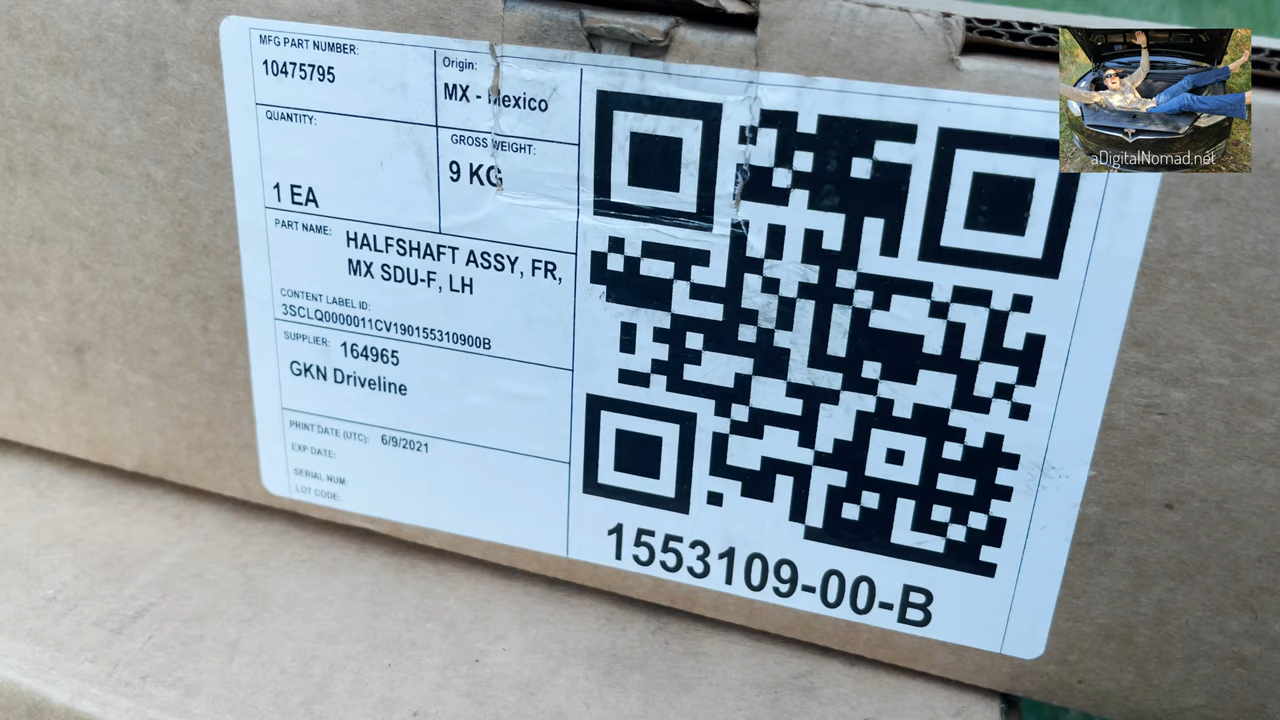 MFG PART NUMBER:
10475795
Origin:
MX - Mexico
QUANTITY:
1 EA
GROSS WEIGHT:
9 KG
PART NAME:
HALFSHAFT ASSY, FR,
MX SDU-F, LH
CONTENT LABEL ID:
3SCLQ0000011CV190155310900B
SUPPLIER: 164965
GKN Driveline
PRINT DATE (UTC): 6/9/2021
EXP DATE:
SERIAL NUM:
LOT CODE:
1553109-00-B
aDigitalNomad.net